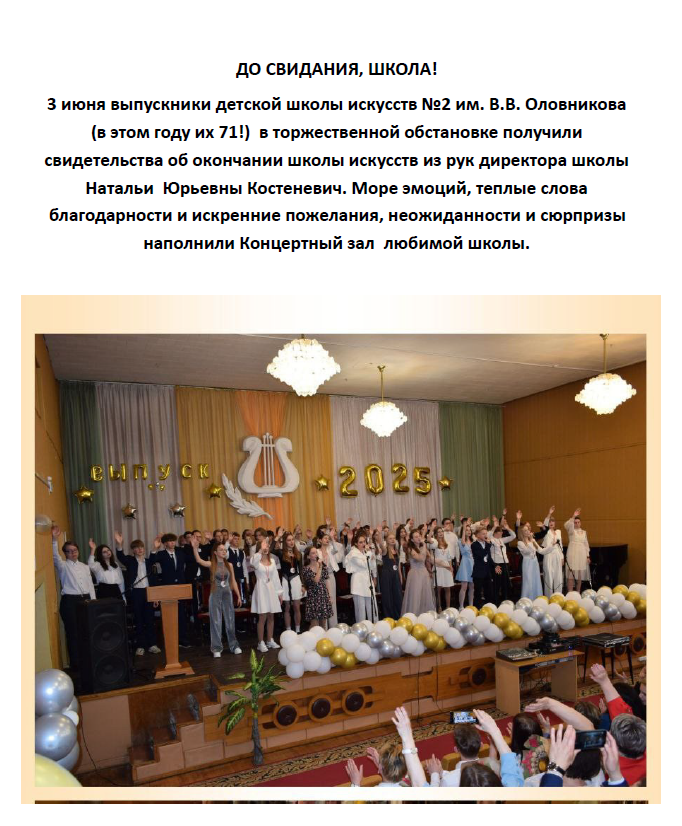 ДО СВИДАНИЯ, ШКОЛА!
3 июня выпускники детской школы искусств №2 им. В.В. Оловникова
(в этом году их 71!)  в торжественной обстановке получили
свидетельства об окончании школы искусств из рук директора школы
Натальи  Юрьевны Костеневич. Море эмоций, теплые слова
благодарности и искренние пожелания, неожиданности и сюрпризы
наполнили Концертный зал  любимой школы.
выпуск 2025